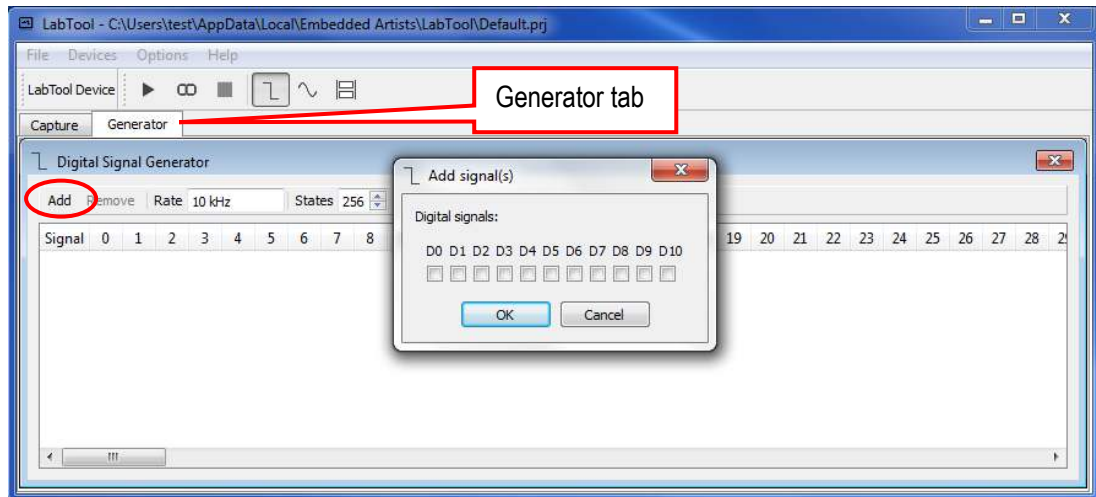 LabTool - C:\Users\test\AppData\Local\Embedded Artists\LabTool\Default.prj
File Devices Options Help
LabTool Device
Generator tab
Capture Generator
Digital Signal Generator
Add Remove Rate 10 kHz States 256
Signal 0 1 2 3 4 5 6 7 8 19 20 21 22 23 24 25 26 27 28
Add signal(s)
Digital signals:
D0 D1 D2 D3 D4 D5 D6 D7 D8 D9 D10
OK Cancel